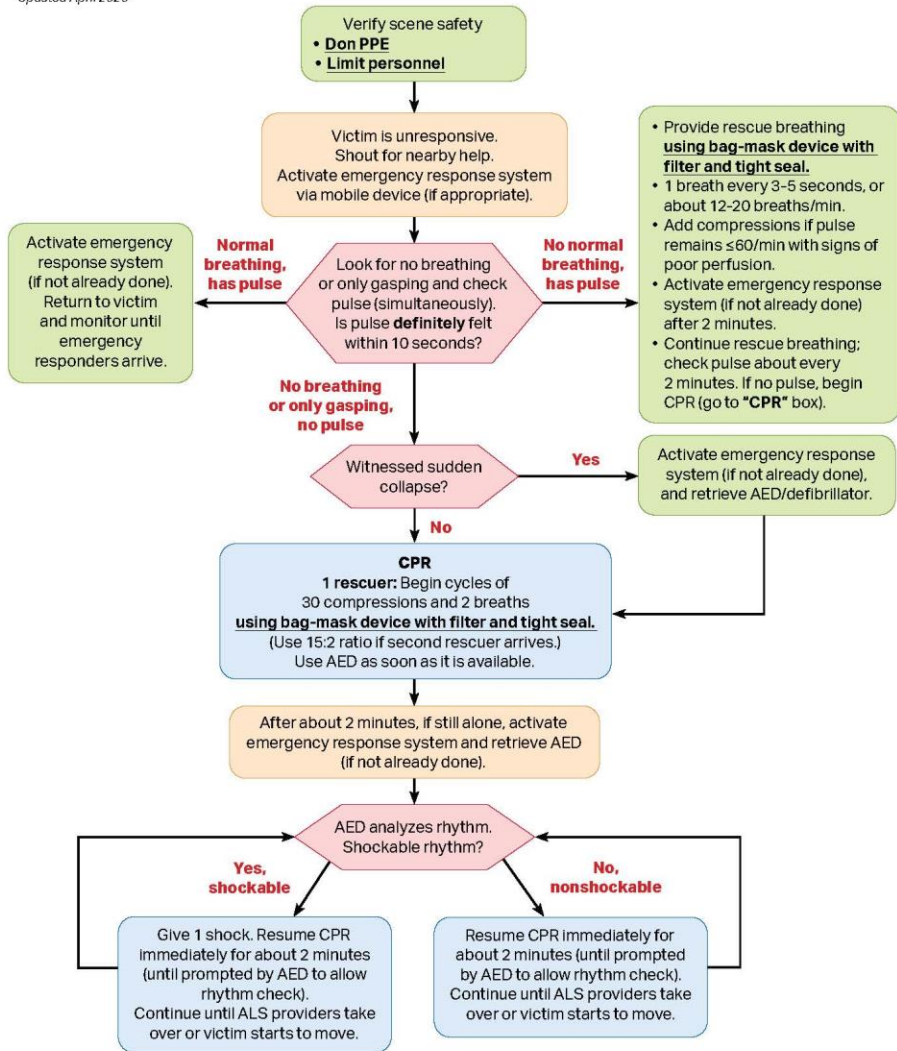 Updated April 2020
Verify scene safety
• Don PPE
• Limit personnel
Victim is unresponsive.
Shout for nearby help.
Activate emergency response system
via mobile device (if appropriate).
Normal
breathing,
has pulse
Look for no breathing
or only gasping and check
pulse (simultaneously).
Is pulse definitely felt
within 10 seconds?
No normal
breathing,
has pulse
Activate emergency
response system
(if not already done).
Return to victim
and monitor until
emergency
responders arrive.
• Provide rescue breathing
using bag-mask device with
filter and tight seal.
• 1 breath every 3-5 seconds, or
about 12-20 breaths/min.
• Add compressions if pulse
remains ≤60/min with signs of
poor perfusion.
• Activate emergency response
system (if not already done)
after 2 minutes.
• Continue rescue breathing;
check pulse about every
2 minutes. If no pulse, begin
CPR (go to "CPR" box).
No breathing
or only gasping,
no pulse
Witnessed sudden
collapse?
Yes
Activate emergency response
system (if not already done),
and retrieve AED/defibrillator.
No
CPR
1 rescuer: Begin cycles of
30 compressions and 2 breaths
using bag-mask device with filter and tight seal.
(Use 15:2 ratio if second rescuer arrives.)
Use AED as soon as it is available.
After about 2 minutes, if still alone, activate
emergency response system and retrieve AED
(if not already done).
AED analyzes rhythm.
Shockable rhythm?
Yes,
shockable
No,
nonshockable
Give 1 shock. Resume CPR
immediately for about 2 minutes
(until prompted by AED to allow
rhythm check).
Continue until ALS providers take
over or victim starts to move.
Resume CPR immediately for
about 2 minutes (until prompted
by AED to allow rhythm check).
Continue until ALS providers take
over or victim starts to move.